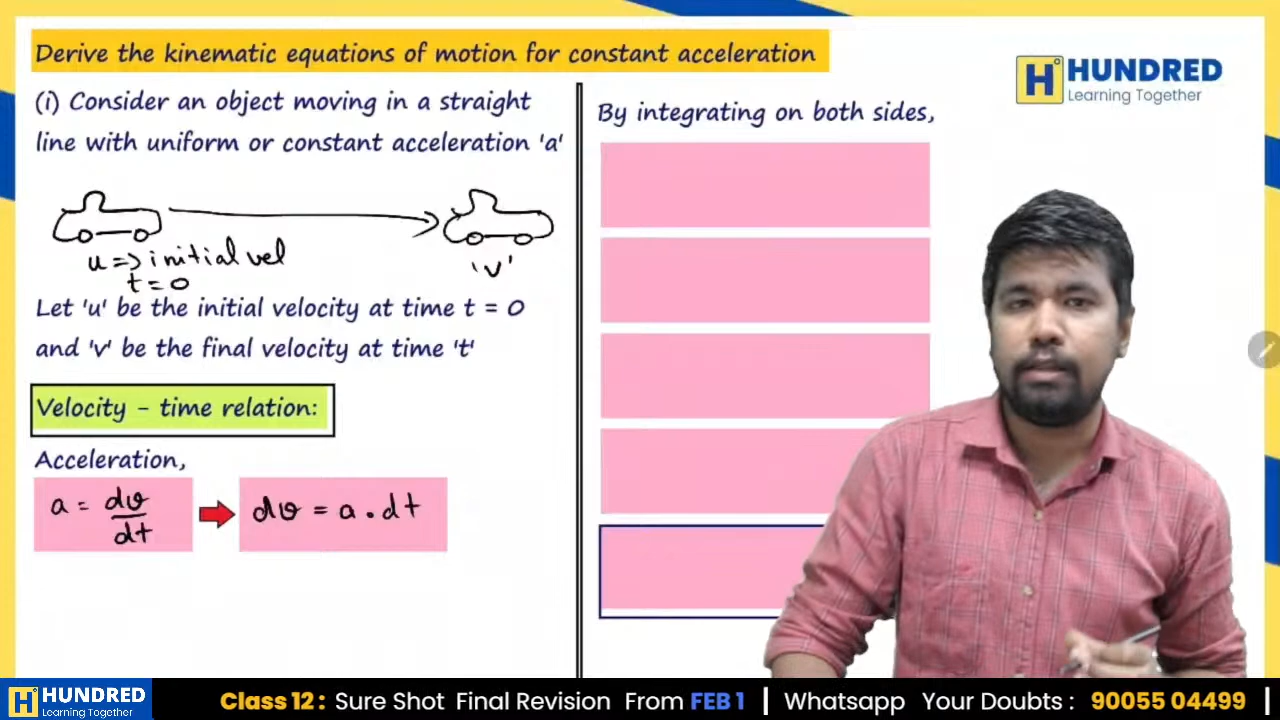 Derive the kinematic equations of motion for constant acceleration
(i) Consider an object moving in a straight
line with uniform or constant acceleration 'a'
u => initial vel
t = 0
'v'
Let 'u' be the initial velocity at time t = 0
and 'v' be the final velocity at time 't'
Velocity - time relation:
Acceleration,
a = dv/dt
dv = a . dt
H° HUNDRED
Learning Together
By integrating on both sides,
H° HUNDRED
Learning Together
Class 12 : Sure Shot Final Revision From FEB 1 | Whatsapp Your Doubts : 90055 04499 |